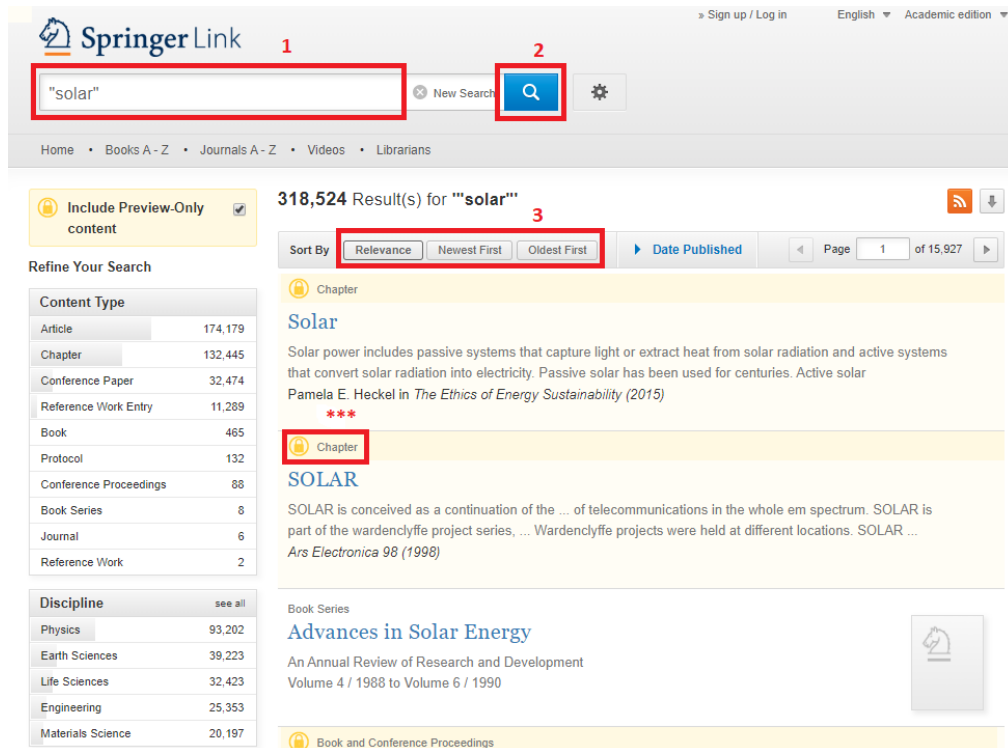 » Sign up / Log in English Academic edition
Springer Link
1
2
"solar"
New Search
Home • Books A - Z • Journals A - Z • Videos • Librarians
Include Preview-Only
content
Refine Your Search
Content Type
Article 174,179
Chapter 132,445
Conference Paper 32,474
Reference Work Entry 11,289
Book 465
Protocol 132
Conference Proceedings 88
Book Series 8
Journal 6
Reference Work 2
Discipline see all
Physics 93,202
Earth Sciences 39,223
Life Sciences 32,423
Engineering 25,353
Materials Science 20,197
318,524 Result(s) for '"solar"'
3
Sort By Relevance Newest First Oldest First Date Published Page 1 of 15,927
Chapter
Solar
Solar power includes passive systems that capture light or extract heat from solar radiation and active systems
that convert solar radiation into electricity. Passive solar has been used for centuries. Active solar
Pamela E. Heckel in The Ethics of Energy Sustainability (2015)
***
Chapter
SOLAR
SOLAR is conceived as a continuation of the ... of telecommunications in the whole em spectrum. SOLAR is
part of the wardenclyffe project series, ... Wardenclyffe projects were held at different locations. SOLAR ...
Ars Electronica 98 (1998)
Book Series
Advances in Solar Energy
An Annual Review of Research and Development
Volume 4 / 1988 to Volume 6 / 1990
Book and Conference Proceedings